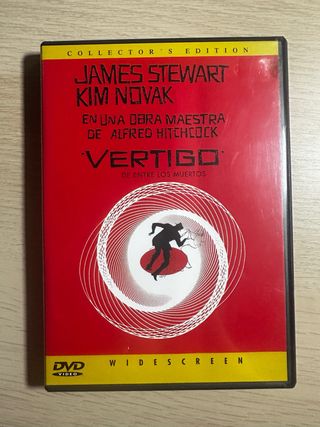 COLLECTOR'S EDITION
JAMES STEWART
KIM NOVAK
EN UNA OBRA MAESTRA
DE ALFRED HITCHCOCK
'VERTIGO'
DE ENTRE LOS MUERTOS
DVD
VIDEO
WIDESCREEN